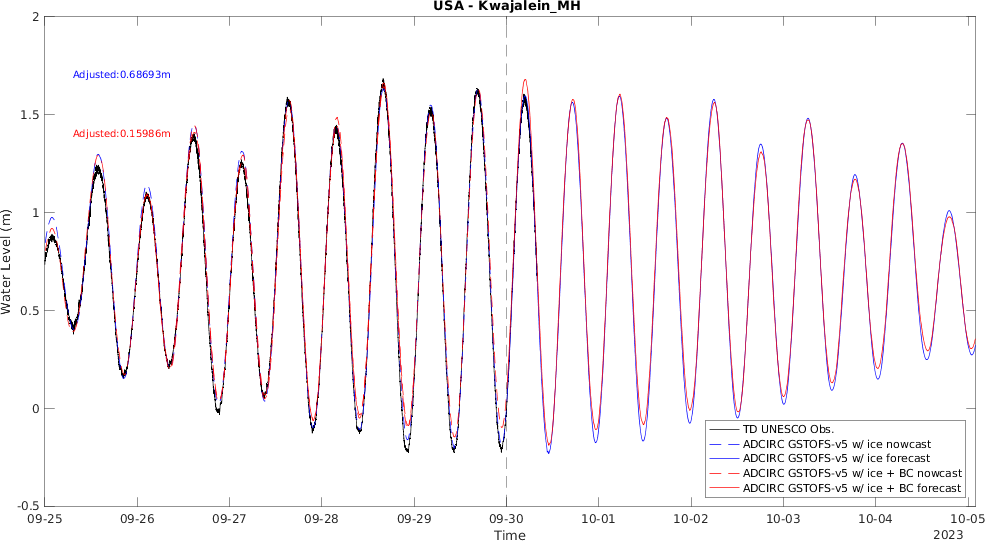 USA - Kwajalein_MH
2
Adjusted:0.68693m
1.5
Adjusted:0.15986m
1
Water Level (m)
0.5
0
-0.5
TD UNESCO Obs.
ADCIRC GSTOFS-v5 w/ ice nowcast
ADCIRC GSTOFS-v5 w/ ice forecast
ADCIRC GSTOFS-v5 w/ ice + BC nowcast
ADCIRC GSTOFS-v5 w/ ice + BC forecast
09-25 09-26 09-27 09-28 09-29 09-30 10-01 10-02 10-03 10-04 10-05
Time
2023